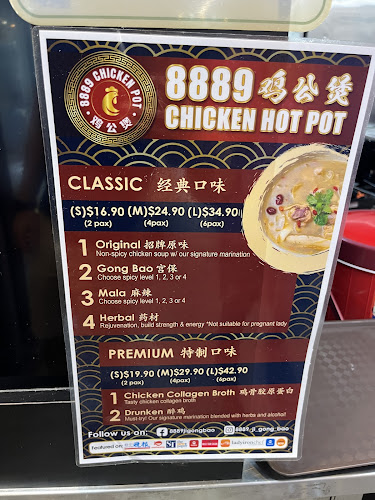 8889 CHICKEN POT
鸡公煲
8889 鸡公煲
CHICKEN HOT POT
CLASSIC 经典口味
(S)$16.90 (M)$24.90 (L)$34.90
(2 pax) (4pax) (6pax)
1 Original 招牌原味
Non-spicy chicken soup w/ our signature marination
2 Gong Bao 宫保
Choose spicy level 1, 2, 3 or 4
3 Mala 麻辣
Choose spicy level 1, 2, 3 or 4
4 Herbal 药材
Rejuvenation, build strength & energy *Not suitable for pregnant lady
PREMIUM 特制口味
(S)$19.90 (M)$29.90 (L)$42.90
(2 pax) (4pax) (6pax)
1 Chicken Collagen Broth 鸡骨胶原蛋白
Tasty chicken collagen broth
2 Drunken 醉鸡
Must-try! Our signature marination blended with herbs and alcohol!
Follow us on: 8889jigongbao 8889_ji_gong_bao